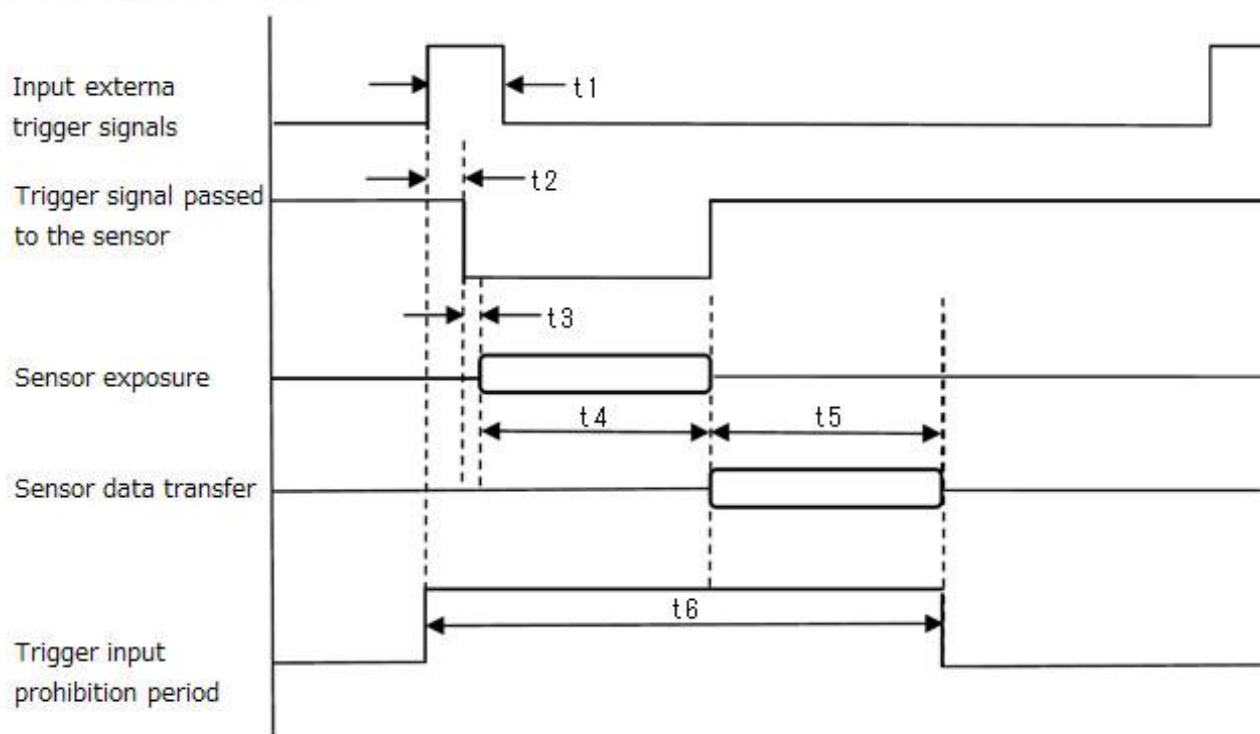 Input externa
trigger signals
t1
t2
Trigger signal passed
to the sensor
t3
Sensor exposure
t4
t5
Sensor data transfer
t6
Trigger input
prohibition period